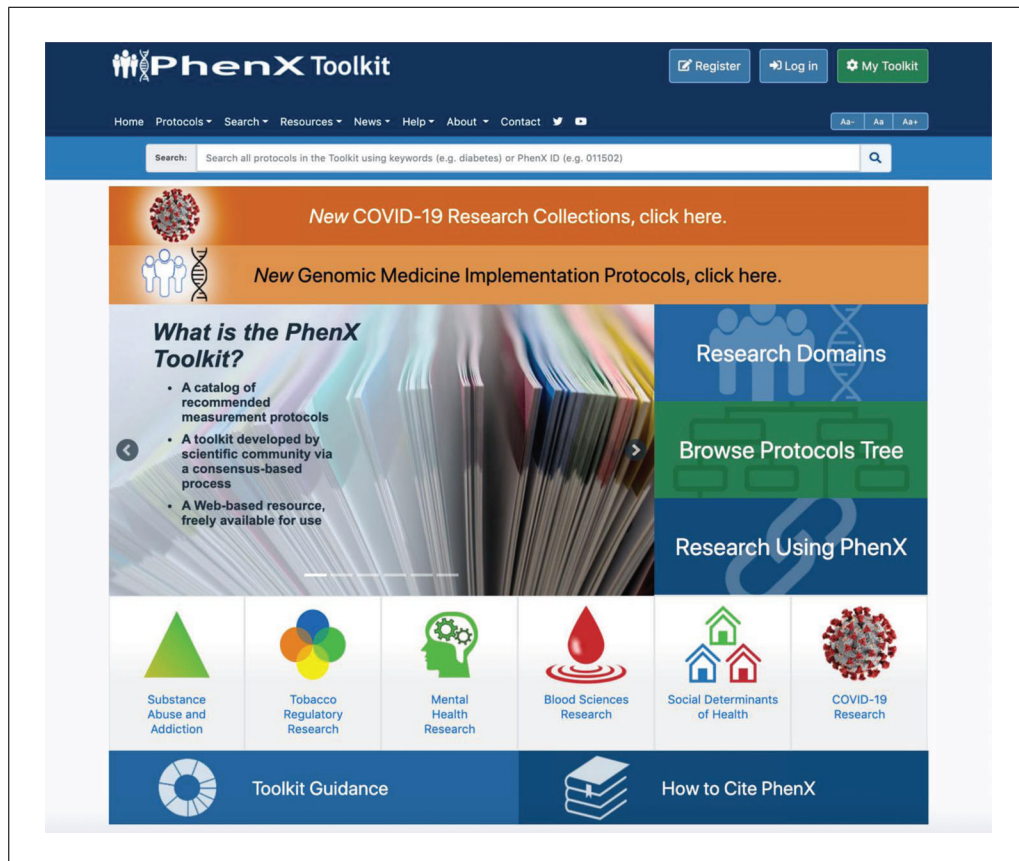 PhenX Toolkit
Register
Log in
My Toolkit
Home Protocols Search Resources News Help About Contact
Aa- Aa Aa+
Search: Search all protocols in the Toolkit using keywords (e.g. diabetes) or PhenX ID (e.g. 011502)
New COVID-19 Research Collections, click here.
New Genomic Medicine Implementation Protocols, click here.
What is the PhenX
Toolkit?
• A catalog of
recommended
measurement protocols
• A toolkit developed by
scientific community via
a consensus-based
process
• A Web-based resource,
freely available for use
Research Domains
Browse Protocols Tree
Research Using PhenX
Substance
Abuse and
Addiction
Tobacco
Regulatory
Research
Mental
Health
Research
Blood Sciences
Research
Social Determinants
of Health
COVID-19
Research
Toolkit Guidance
How to Cite PhenX